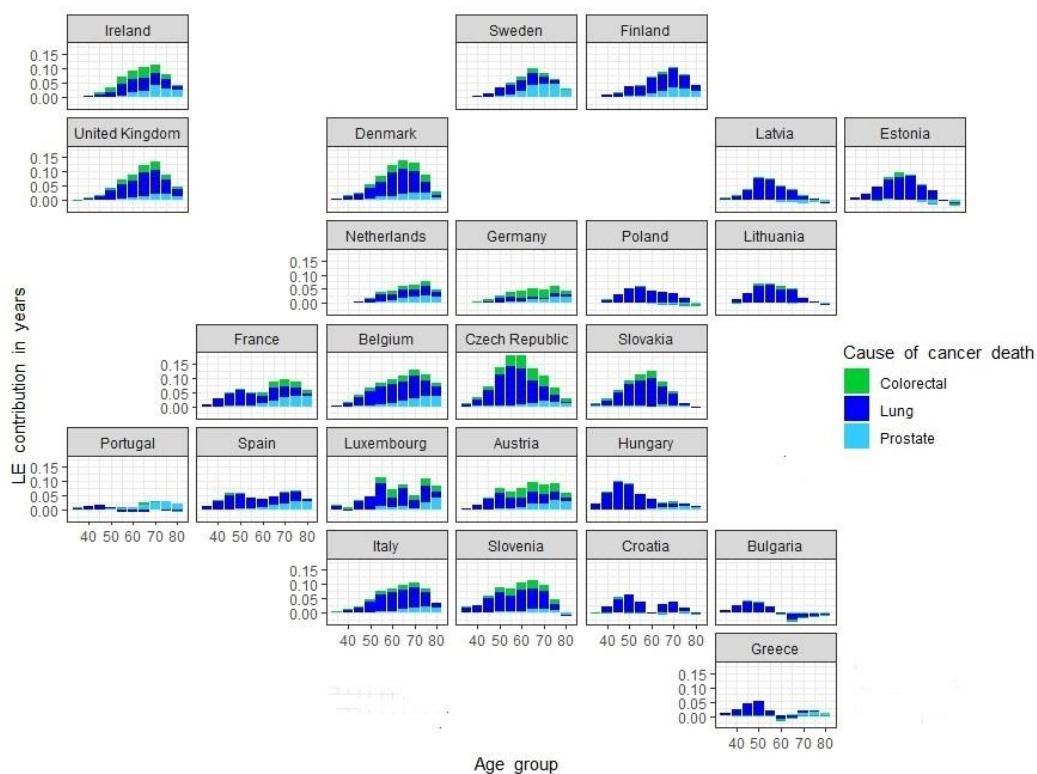 Ireland
Sweden
Finland
0.15
0.10
0.05
0.00
United Kingdom
Denmark
Latvia
Estonia
0.15
0.10
0.05
0.00
Netherlands
Germany
Poland
Lithuania
0.15
0.10
0.05
0.00
France
Belgium
Czech Republic
Slovakia
0.15
0.10
0.05
0.00
Portugal
Spain
Luxembourg
Austria
Hungary
0.15
0.10
0.05
0.00
40 50 60 70 80
40 50 60 70 80
Italy
Slovenia
Croatia
Bulgaria
0.15
0.10
0.05
0.00
40 50 60 70 80
40 50 60 70 80
40 50 60 70 80
Greece
0.15
0.10
0.05
0.00
40 50 60 70 80
LE contribution in years
Age group
Cause of cancer death
Colorectal
Lung
Prostate